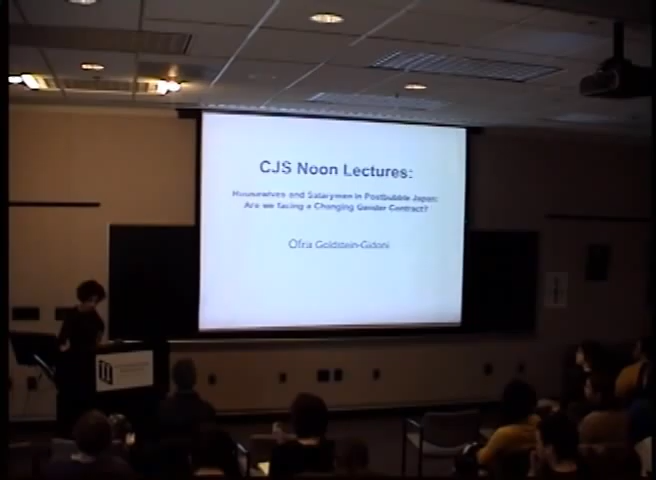 CJS Noon Lectures:
Housewives and Salarymen in Postbubble Japan:
Are we facing a Changing Gender Contract?
Ofra Goldstein-Gidoni